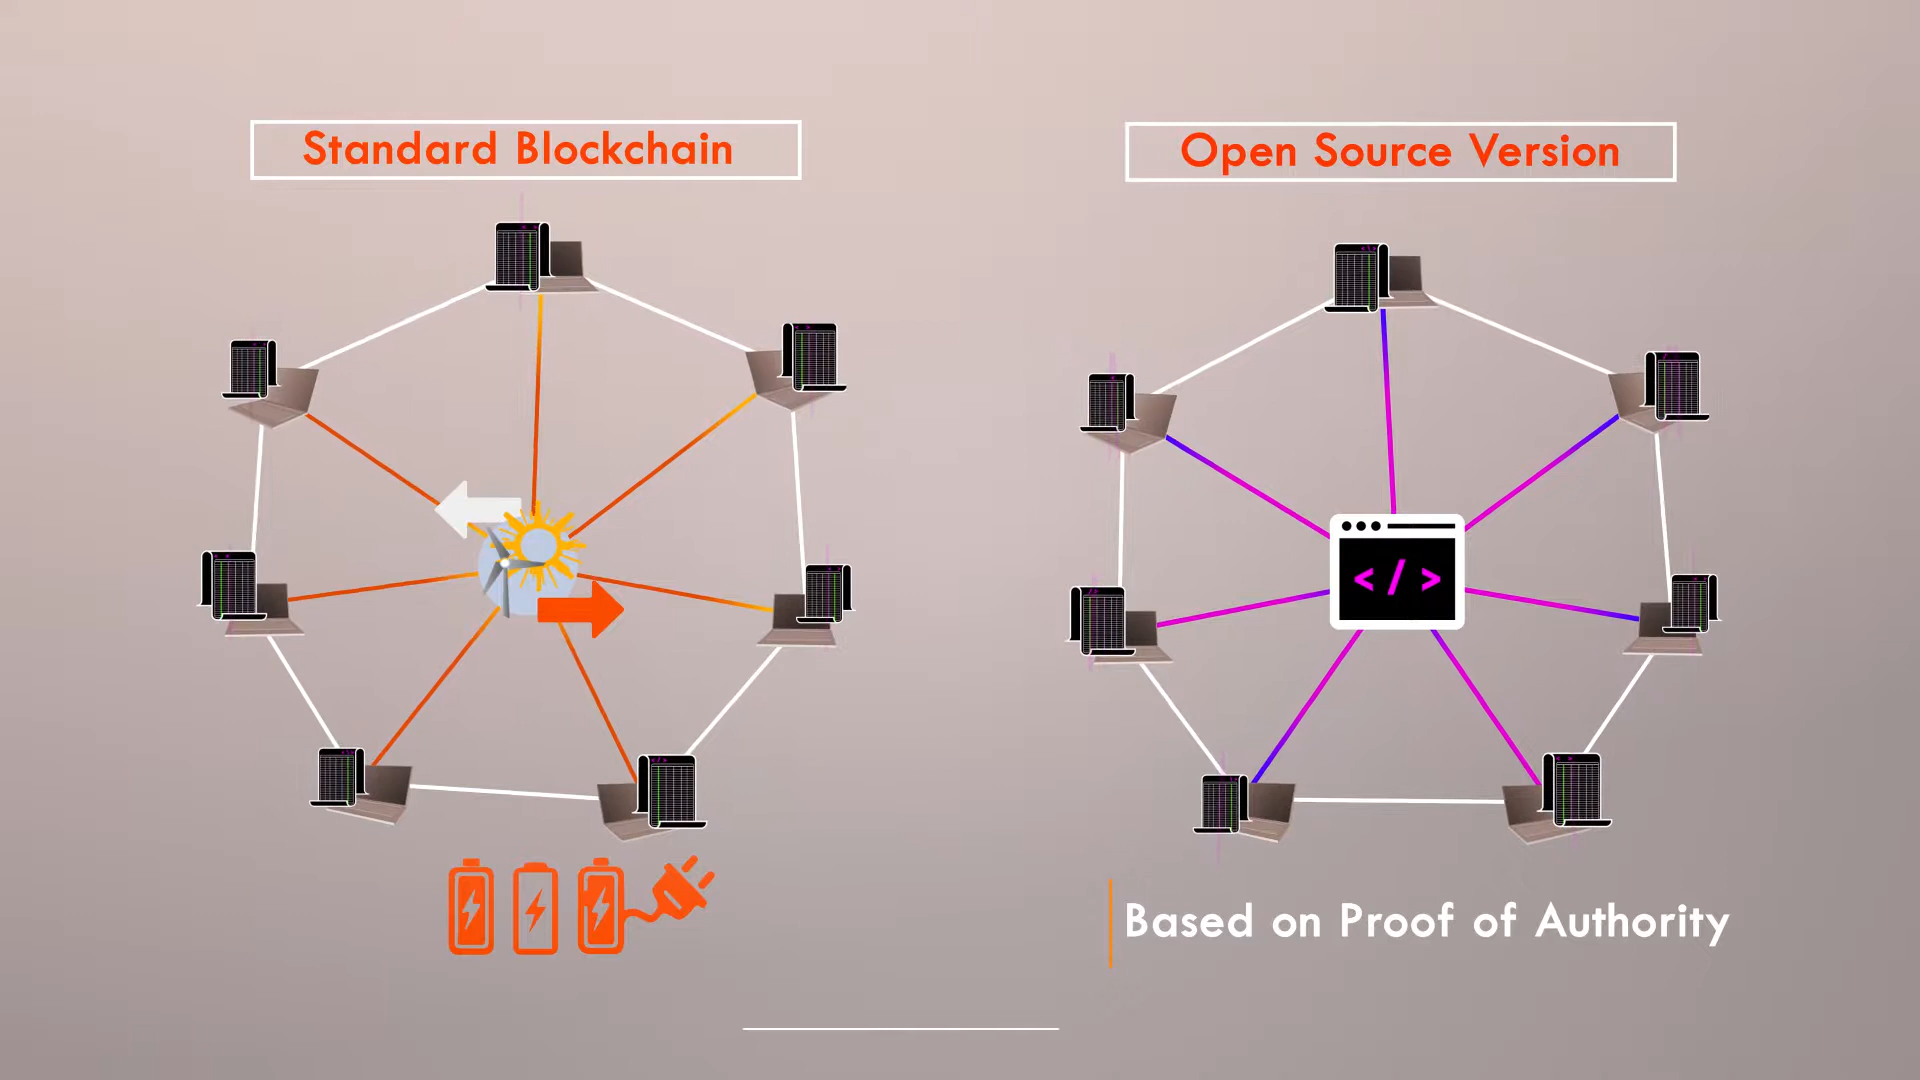 Standard Blockchain
Open Source Version
</>
Based on Proof of Authority